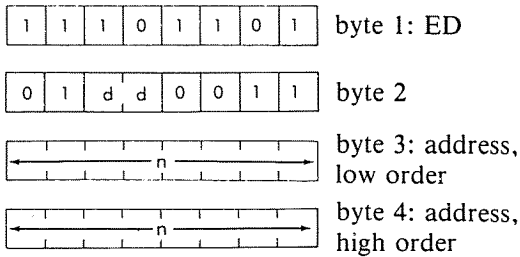 1 1 1 0 1 1 0 1 byte 1: ED
0 1 d d 0 0 1 1 byte 2
n byte 3: address,
low order
n byte 4: address,
high order